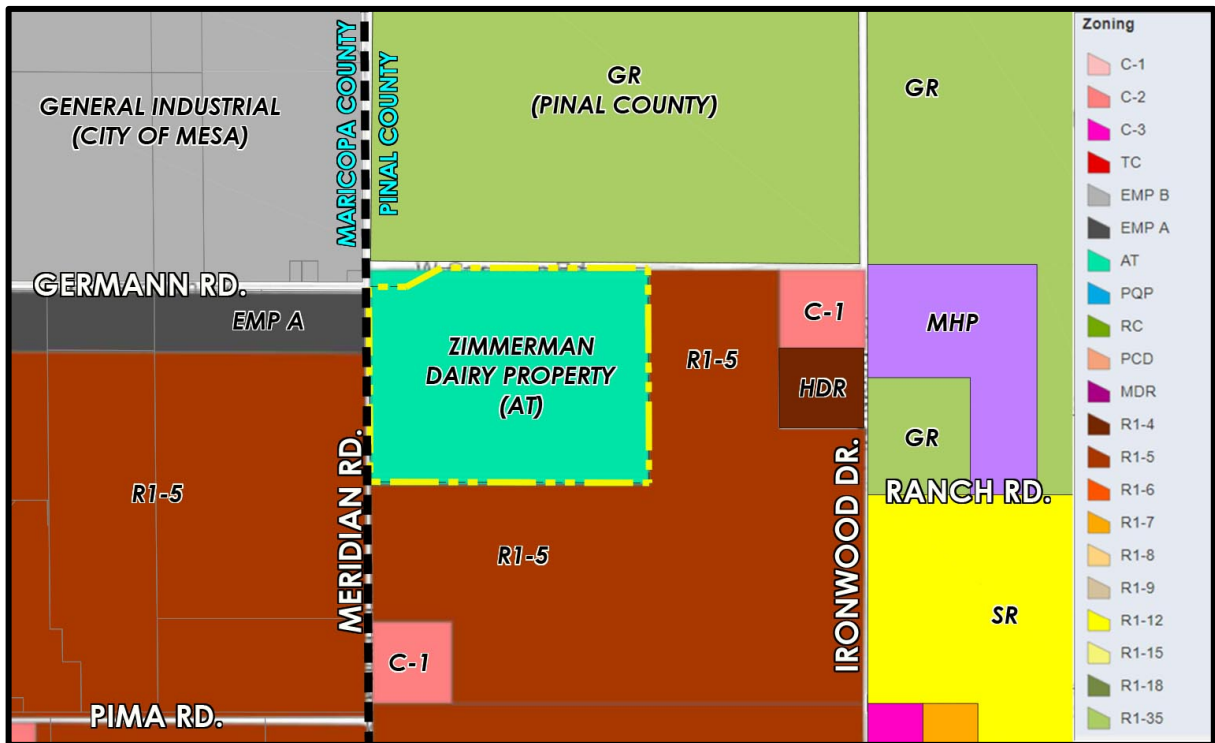 GENERAL INDUSTRIAL
(CITY OF MESA)
MARICOPA COUNTY
PINAL COUNTY
GR
(PINAL COUNTY)
GR
GERMANN RD.
EMP A
ZIMMERMAN
DAIRY PROPERTY
(AT)
R1-5
C-1
HDR
MHP
GR
RANCH RD.
R1-5
MERIDIAN RD.
R1-5
IRONWOOD DR.
SR
C-1
PIMA RD.
Zoning
C-1
C-2
C-3
TC
EMP B
EMP A
AT
PQP
RC
PCD
MDR
R1-4
R1-5
R1-6
R1-7
R1-8
R1-9
R1-12
R1-15
R1-18
R1-35